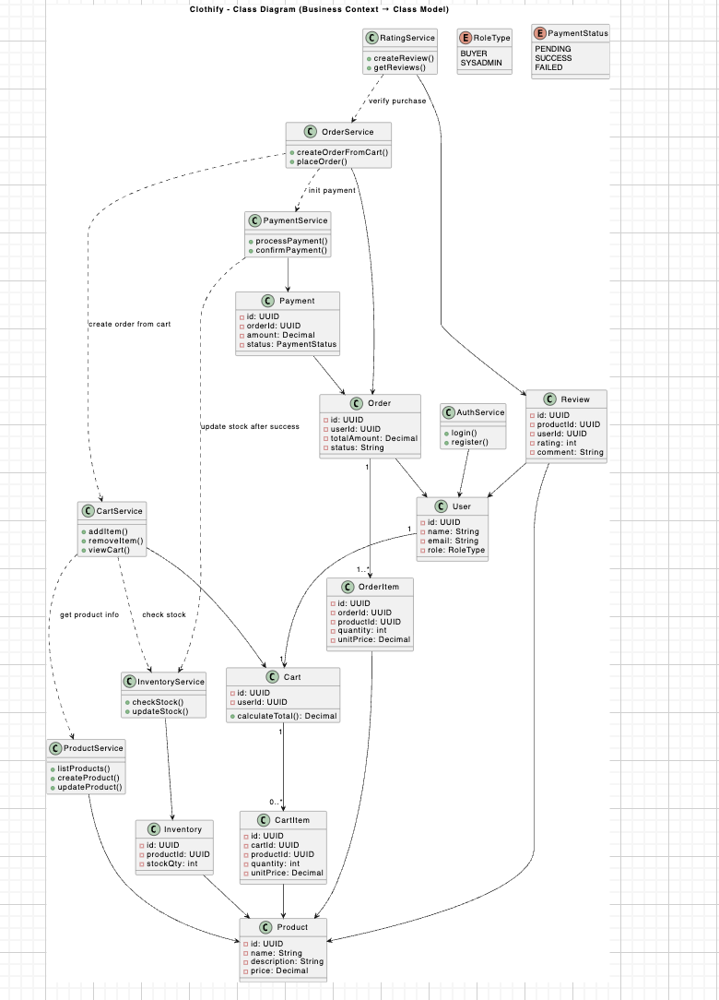 Clothify - Class Diagram (Business Context → Class Model)
C RatingService
createReview()
getReviews()
E RoleType
BUYER
SYSADMIN
E PaymentStatus
PENDING
SUCCESS
FAILED
verify purchase
C OrderService
createOrderFromCart()
placeOrder()
init payment
C PaymentService
processPayment()
confirmPayment()
C Payment
id: UUID
orderId: UUID
amount: Decimal
status: PaymentStatus
create order from cart
update stock after success
C Order
id: UUID
userId: UUID
totalAmount: Decimal
status: String
C AuthService
login()
register()
C Review
id: UUID
productId: UUID
userId: UUID
rating: int
comment: String
1
C CartService
addItem()
removeItem()
viewCart()
C User
id: UUID
name: String
email: String
role: RoleType
1
1..*
C OrderItem
id: UUID
orderId: UUID
productId: UUID
quantity: int
unitPrice: Decimal
get product info
check stock
1
C InventoryService
checkStock()
updateStock()
C Cart
id: UUID
userId: UUID
calculateTotal(): Decimal
1
C ProductService
listProducts()
createProduct()
updateProduct()
0..*
C Inventory
id: UUID
productId: UUID
stockQty: int
C CartItem
id: UUID
cartId: UUID
productId: UUID
quantity: int
unitPrice: Decimal
C Product
id: UUID
name: String
description: String
price: Decimal